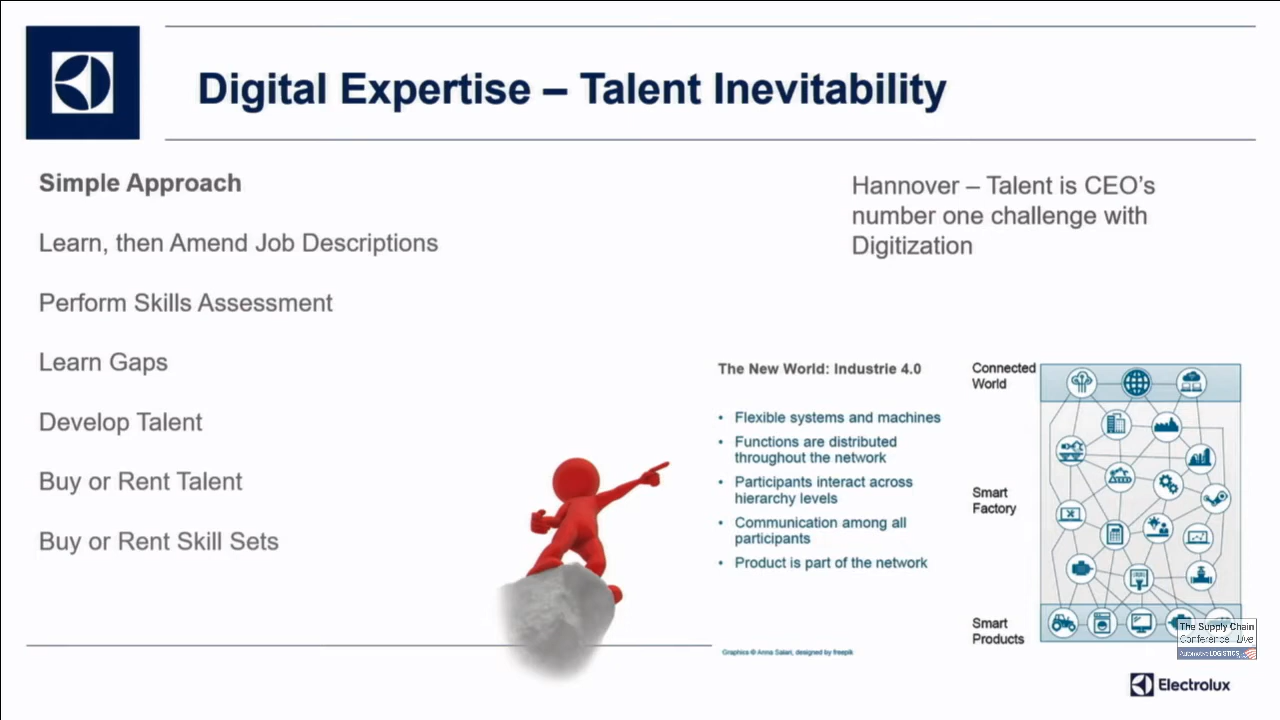 Digital Expertise – Talent Inevitability
Simple Approach
Learn, then Amend Job Descriptions
Perform Skills Assessment
Learn Gaps
Develop Talent
Buy or Rent Talent
Buy or Rent Skill Sets
Hannover – Talent is CEO's
number one challenge with
Digitization
The New World: Industrie 4.0
• Flexible systems and machines
• Functions are distributed
throughout the network
• Participants interact across
hierarchy levels
• Communication among all
participants
• Product is part of the network
Connected
World
Smart
Factory
Smart
Products
Graphics © Anna Salari, designed by freepik
The Supply Chain
Conference Live
Automotive LOGISTICS
Electrolux